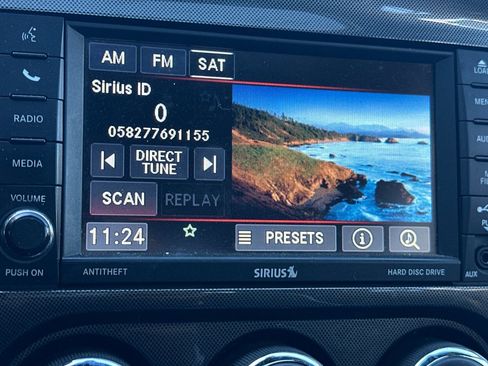 AM FM SAT
LOAD
Sirius ID
0
058277691155
RADIO
DIRECT
TUNE
MEDIA
SCAN REPLAY
VOLUME
11:24 PRESETS
PUSH ON
ANTITHEFT
SIRIUS
HARD DISC DRIVE
AUX